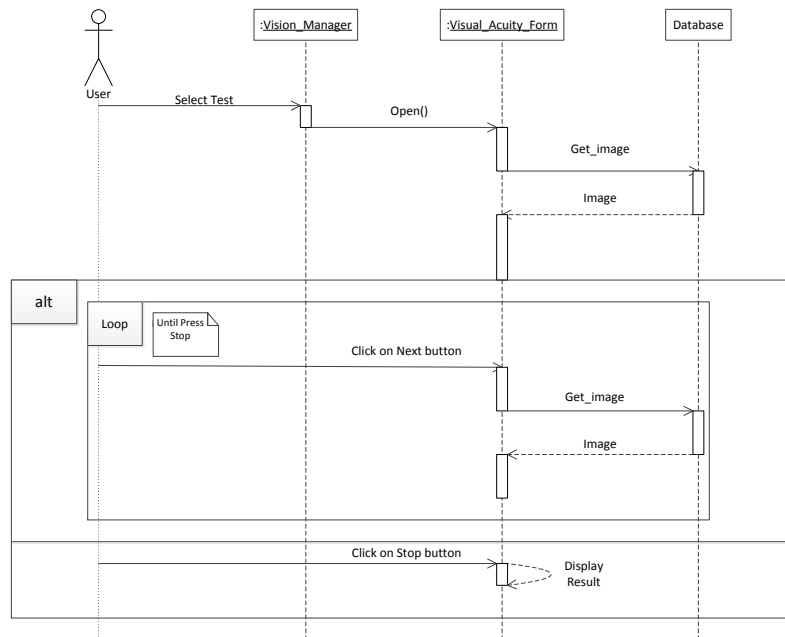 :Vision_Manager
:Visual_Acuity_Form
Database
User
Select Test
Open()
Get_image
Image
alt
Loop
Until Press
Stop
Click on Next button
Get_image
Image
Click on Stop button
Display
Result